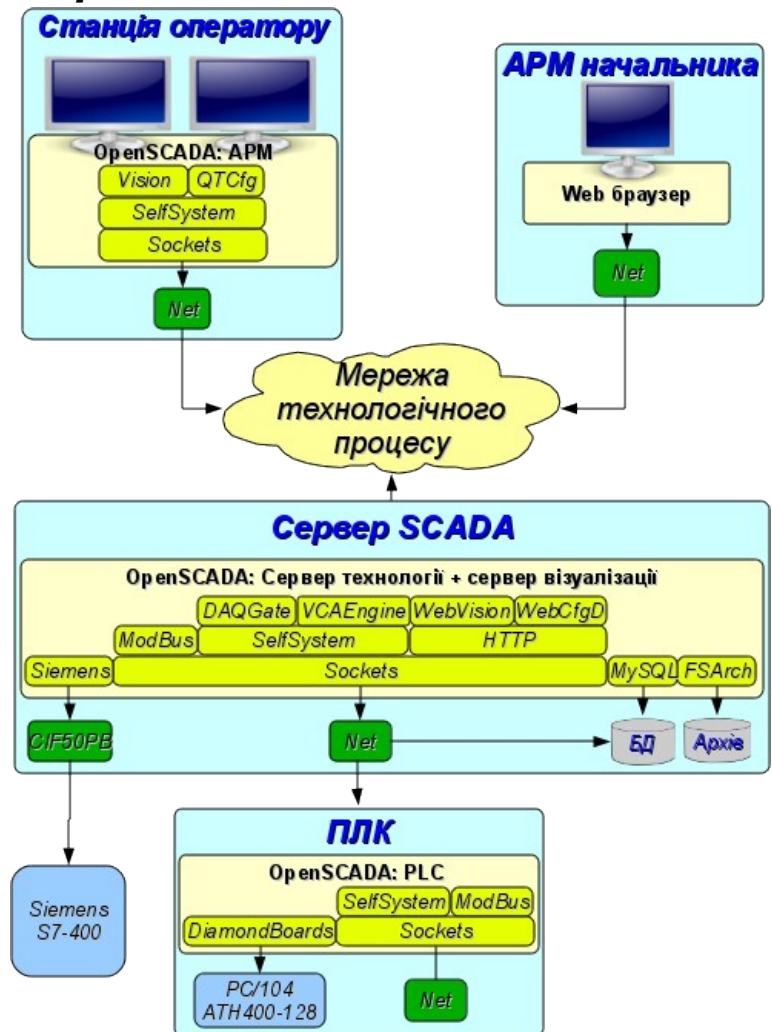 Станція оператору
OpenSCADA: АРМ
Vision QTCfg
SelfSystem
Sockets
Net
АРМ начальника
Web браузер
Net
Мережа
технологічного
процесу
Сервер SCADA
OpenSCADA: Сервер технології + сервер візуалізації
DAQGate VCAEngine WebVision WebCfgD
ModBus SelfSystem HTTP
Siemens Sockets MySQL FSArch
CIF50PB Net БД Архів
Siemens
S7-400
ПЛК
OpenSCADA: PLC
SelfSystem ModBus
DiamondBoards Sockets
PC/104
ATH400-128
Net